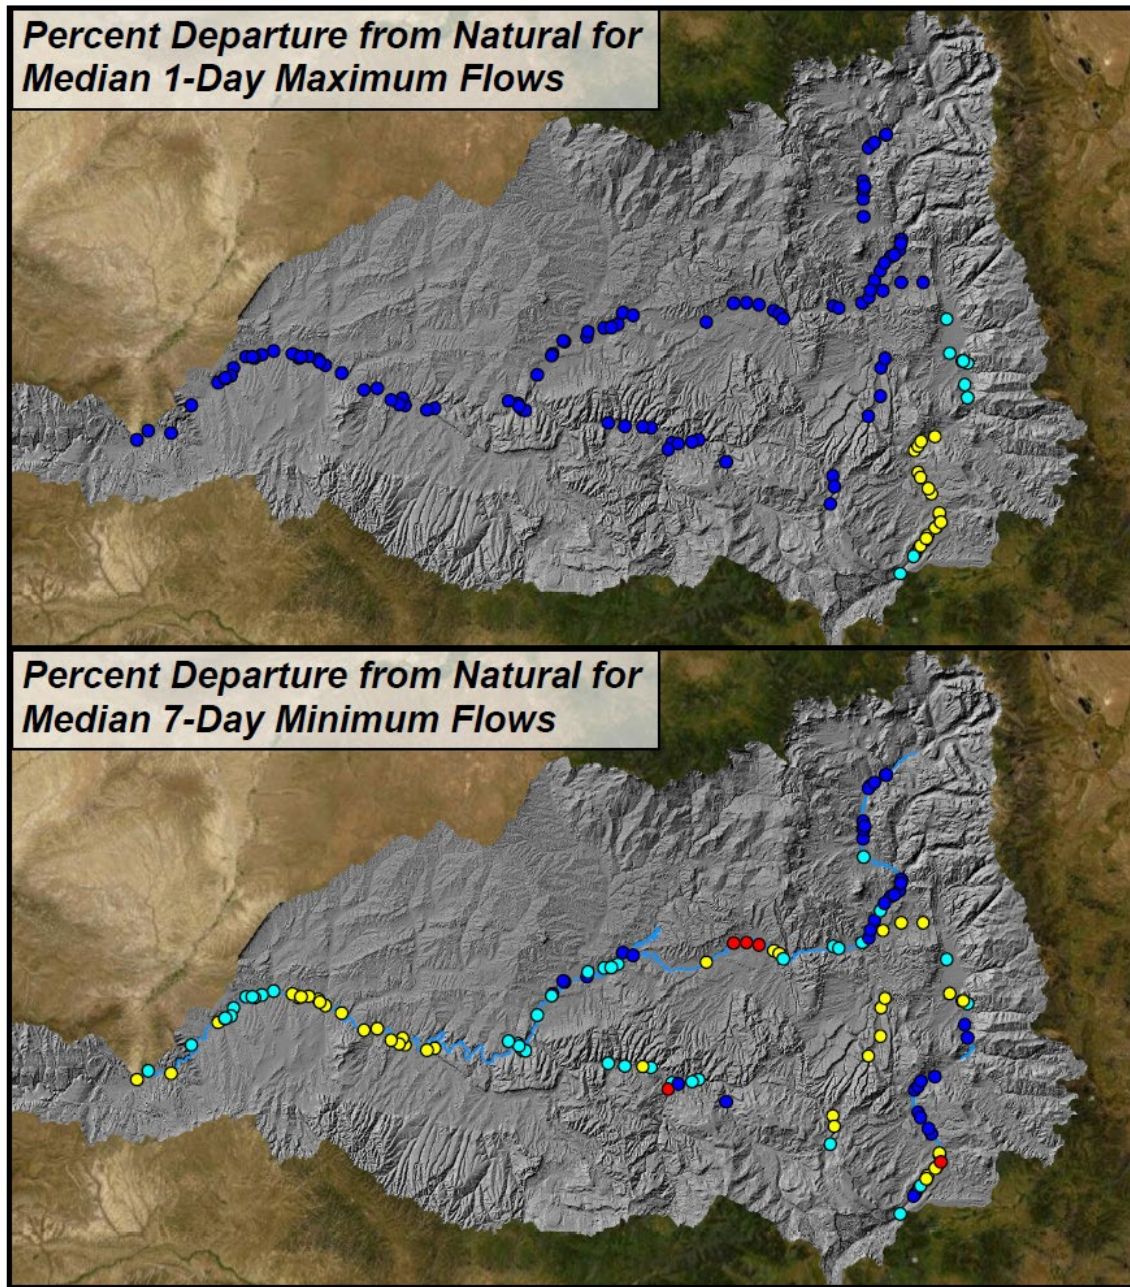 Percent Departure from Natural for
Median 1-Day Maximum Flows
Percent Departure from Natural for
Median 7-Day Minimum Flows